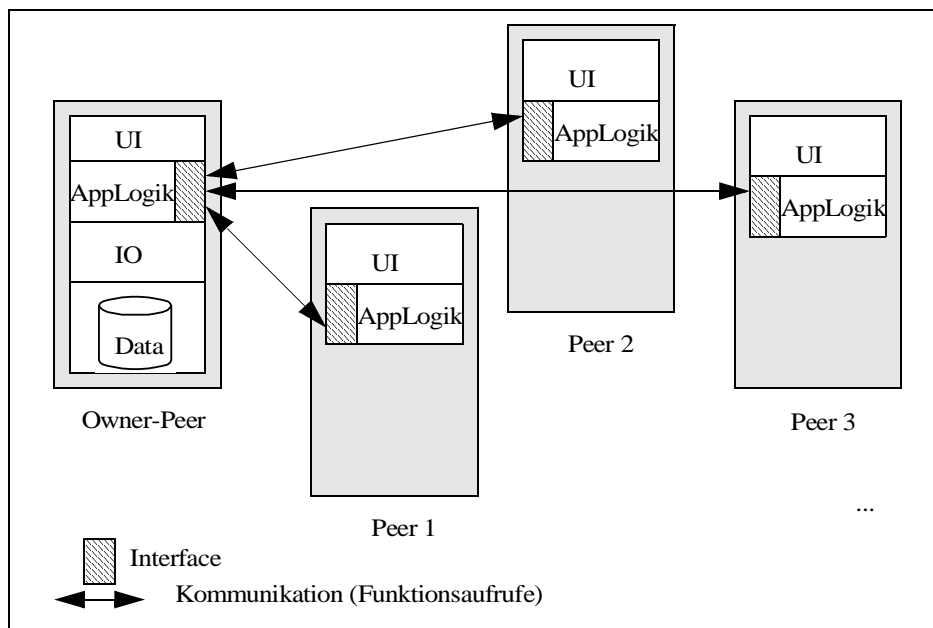 UI
AppLogik
IO
Data
Owner-Peer
UI
AppLogik
Peer 1
UI
AppLogik
Peer 2
UI
AppLogik
Peer 3
...
Interface
Kommunikation (Funktionsaufrufe)